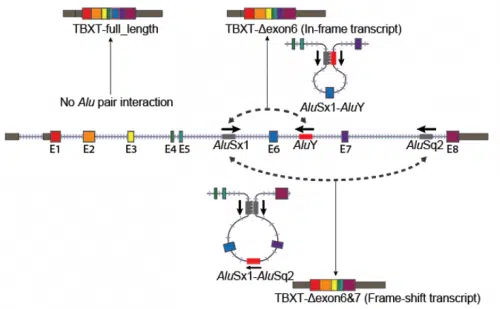 TBXT-full_length
TBXT-Δexon6 (In-frame transcript)
No Alu pair interaction
AluSx1-AluY
E1 E2 E3 E4 E5 AluSx1 E6 AluY E7 AluSq2 E8
AluSx1-AluSq2
TBXT-Δexon6&7 (Frame-shift transcript)